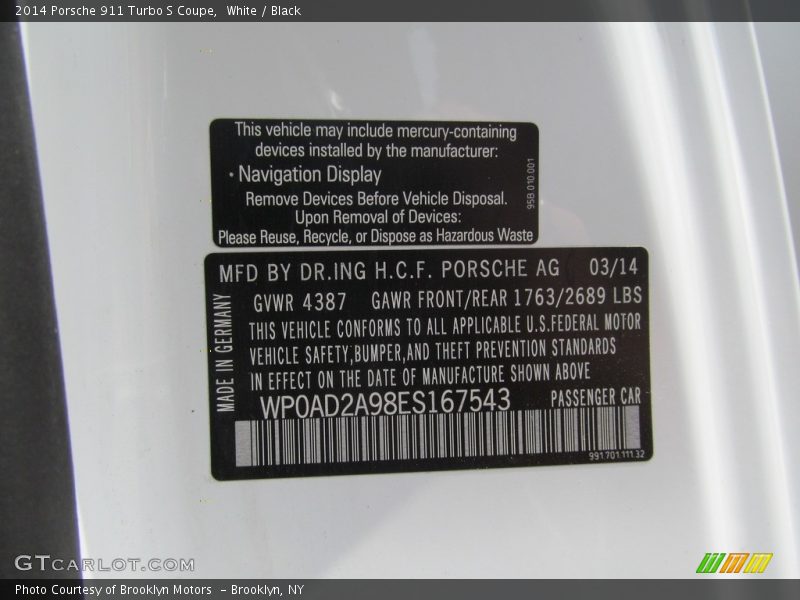 2014 Porsche 911 Turbo S Coupe,  White / Black
This vehicle may include mercury-containing
devices installed by the manufacturer:
· Navigation Display
Remove Devices Before Vehicle Disposal.
Upon Removal of Devices:
Please Reuse, Recycle, or Dispose as Hazardous Waste
95B.010.001
MFD BY DR.ING H.C.F. PORSCHE AG 03/14
GVWR 4387 GAWR FRONT/REAR 1763/2689 LBS
THIS VEHICLE CONFORMS TO ALL APPLICABLE U.S.FEDERAL MOTOR
VEHICLE SAFETY,BUMPER,AND THEFT PREVENTION STANDARDS
IN EFFECT ON THE DATE OF MANUFACTURE SHOWN ABOVE
WP0AD2A98ES167543 PASSENGER CAR
MADE IN GERMANY
991.701.111.32
GTCARLOT.COM
Photo Courtesy of Brooklyn Motors  - Brooklyn, NY